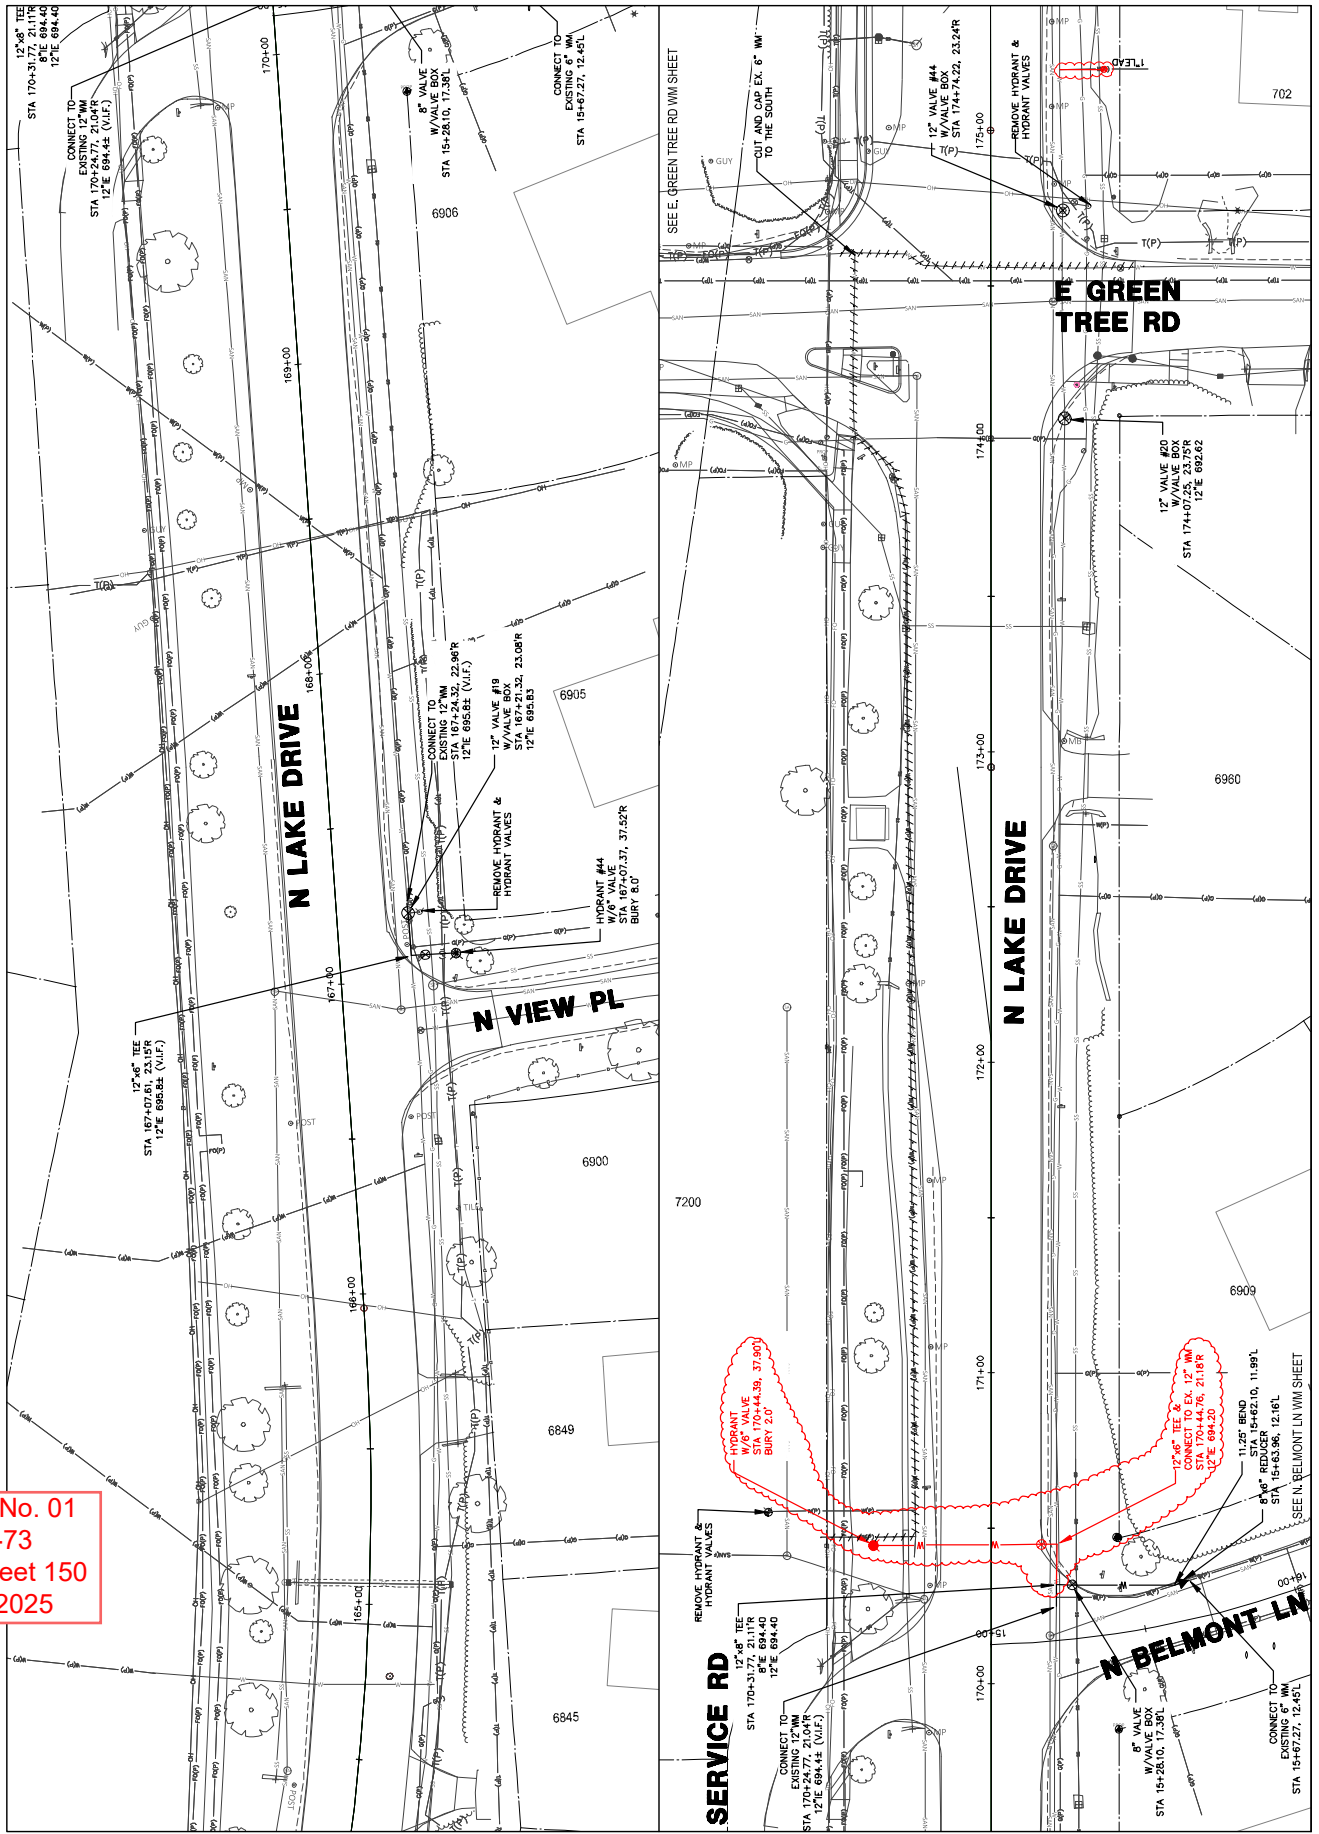 12"x8" TEE
STA 170+31.77, 21.11'R
8"IE 694.40
12"IE 694.40
CONNECT TO
EXISTING 12"WM
STA 170+24.77, 21.04'R
12"IE 694.4± (V.I.F.)
170+00
8" VALVE
W/VALVE BOX
STA 15+28.10, 17.38'L
CONNECT TO
EXISTING 6" WM
STA 15+67.27, 12.45'L
6906
169+00
168+00
N LAKE DRIVE
CONNECT TO
EXISTING 12"WM
STA 167+24.32, 22.96'R
12"IE 695.8± (V.I.F.)
12" VALVE #19
W/VALVE BOX
STA 167+21.32, 23.08'R
12"IE 695.83
6905
REMOVE HYDRANT &
HYDRANT VALVES
HYDRANT #44
W/6" VALVE
STA 167+07.37, 37.52'R
BURY 8.0'
167+00
N VIEW PL
12"x6" TEE
STA 167+07.61, 23.15'R
12"IE 695.8± (V.I.F.)
POST
POST
6900
166+00
6849
165+00
6845
POST
No. 01
-73
eet 150
2025
SEE E. GREEN TREE RD WM SHEET
CUT AND CAP EX. 6" WM
TO THE SOUTH
GUY
MP
12" VALVE #44
W/VALVE BOX
STA 174+74.22, 23.24'R
175+00
REMOVE HYDRANT &
HYDRANT VALVES
1"LEAD
702
E GREEN
TREE RD
174+00
12" VALVE #20
W/VALVE BOX
STA 174+07.25, 23.75'R
12"IE 692.62
173+00
6960
N LAKE DRIVE
172+00
7200
6909
171+00
HYDRANT
W/6" VALVE
STA 170+44.39, 37.90'L
BURY 2.0'
12"x6" TEE &
CONNECT TO EX. 12" WM
STA 170+44.76, 21.18'R
12"IE 694.20
11.25° BEND
STA 15+62.10, 11.99'L
8"x6" REDUCER
STA 15+63.96, 12.16'L
SEE N. BELMONT LN WM SHEET
REMOVE HYDRANT &
HYDRANT VALVES
12"x8" TEE
STA 170+31.77, 21.11'R
8"IE 694.40
12"IE 694.40
15+00
16+00
N BELMONT LN
170+00
SERVICE RD
CONNECT TO
EXISTING 12"WM
STA 170+24.77, 21.04'R
12"IE 694.4± (V.I.F.)
8" VALVE
W/VALVE BOX
STA 15+28.10, 17.38'L
CONNECT TO
EXISTING 6" WM
STA 15+67.27, 12.45'L